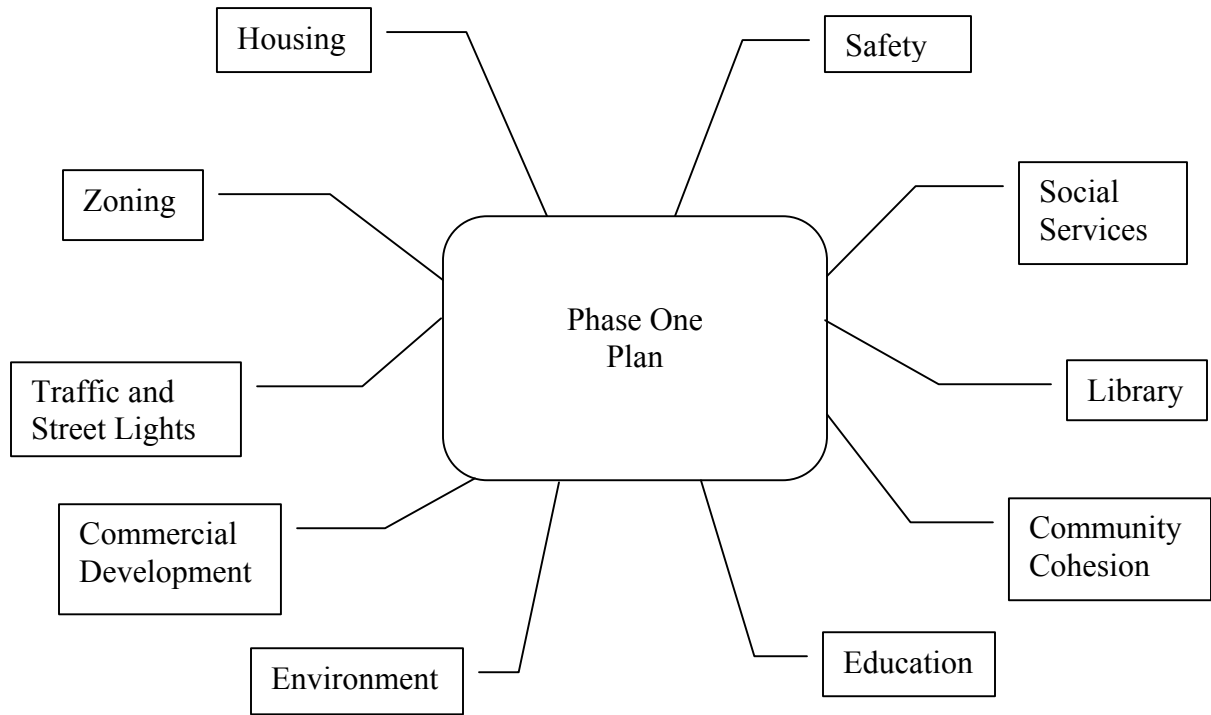 Housing
Safety
Zoning
Social
Services
Phase One
Plan
Traffic and
Street Lights
Library
Commercial
Development
Community
Cohesion
Environment
Education